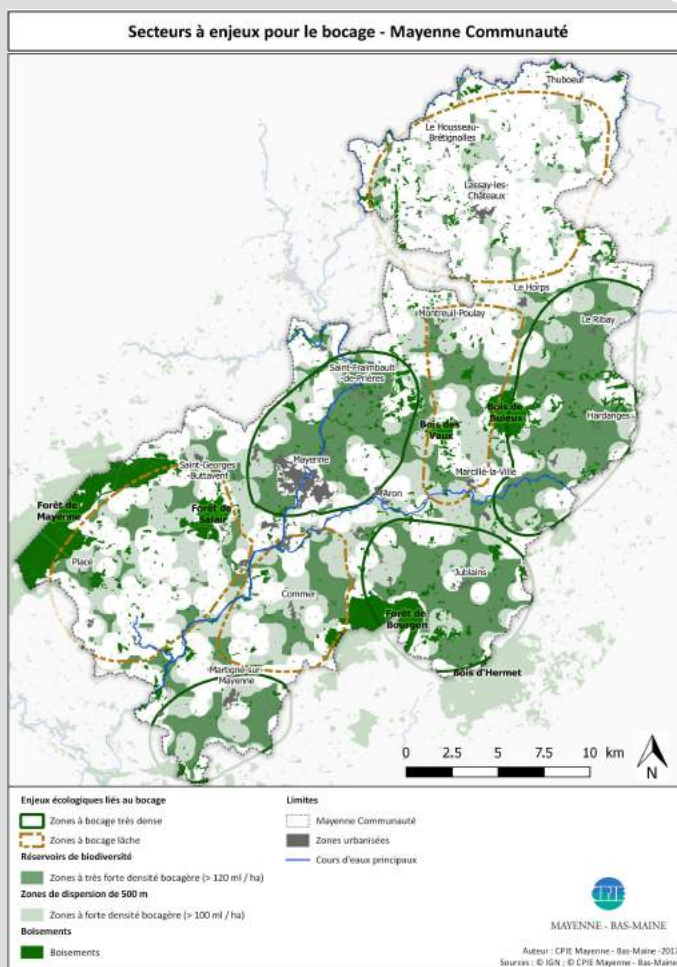 Secteurs à enjeux pour le bocage - Mayenne Communauté
Thuboeuf
Le Housseau-
Brétignolles
Lassay-les-
Châteaux
Le Horps
Montreuil-Poulay
Le Ribay
Saint-Fraimbault
-de-Prières
Bois de
Buleux
Hardanges
Bois des
Vaux
Mayenne
Marcillé-la-Ville
Saint-Georges
-Buttavent
Aron
Forêt de
Mayenne
Forêt de
Salair
Placé
Jublains
Commer
Forêt de
Bourgon
Martigné-sur-
Mayenne
Bois d'Hermet
0 2.5 5 7.5 10 km
N
Enjeux écologiques liés au bocage
Zones à bocage très dense
Zones à bocage lâche
Réservoirs de biodiversité
Zones à très forte densité bocagère (> 120 ml / ha)
Zones de dispersion de 500 m
Zones à forte densité bocagère (> 100 ml / ha)
Boisements
Boisements
Limites
Mayenne Communauté
Zones urbanisées
Cours d'eaux principaux
CPIE
MAYENNE - BAS-MAINE
Auteur : CPIE Mayenne - Bas-Maine -2017
Sources : © IGN ; © CPIE Mayenne - Bas-Maine